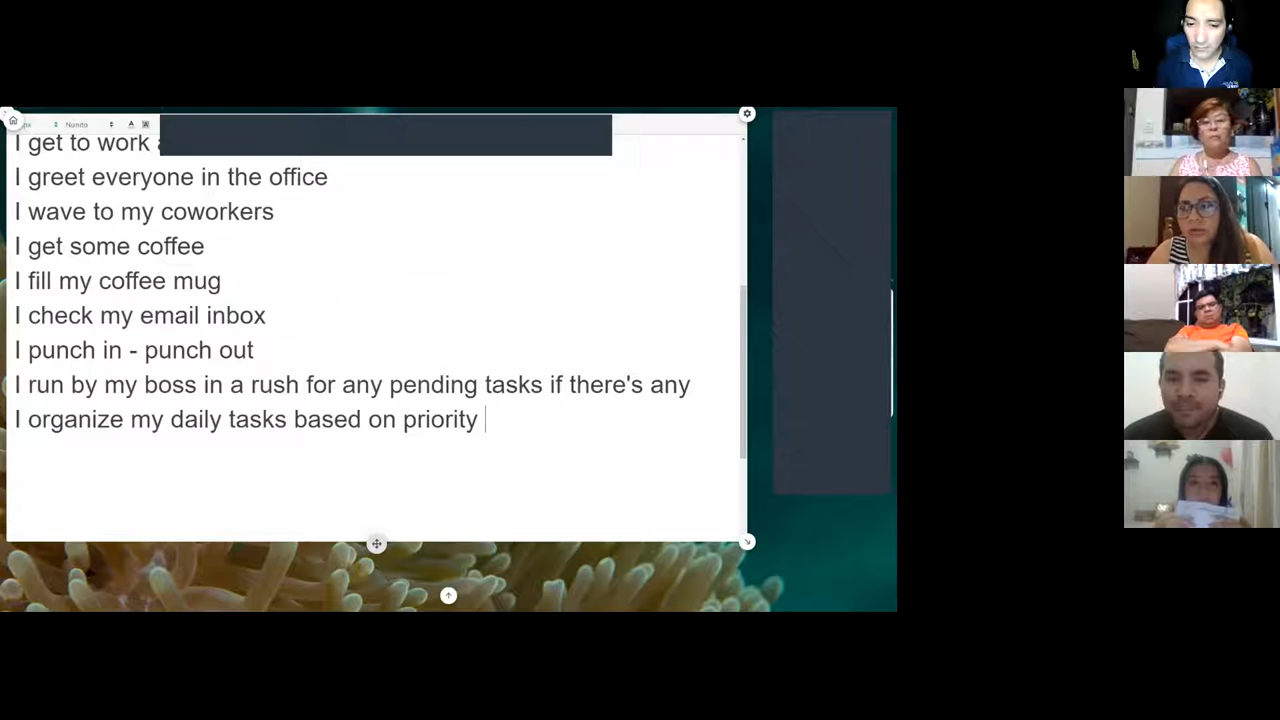 Nunito
I get to work
I greet everyone in the office
I wave to my coworkers
I get some coffee
I fill my coffee mug
I check my email inbox
I punch in - punch out
I run by my boss in a rush for any pending tasks if there's any
I organize my daily tasks based on priority